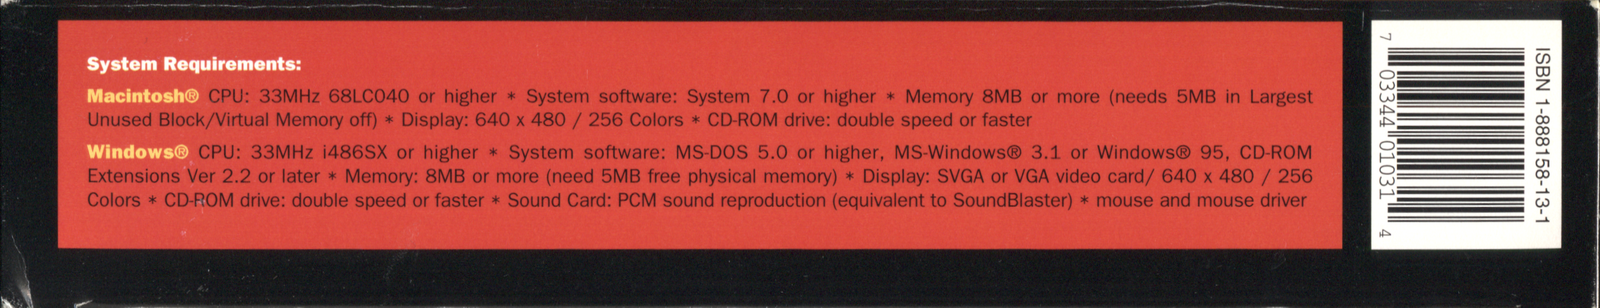 System Requirements:
Macintosh® CPU: 33MHz 68LC040 or higher * System software: System 7.0 or higher * Memory 8MB or more (needs 5MB in Largest
Unused Block/Virtual Memory off) * Display: 640 x 480 / 256 Colors * CD-ROM drive: double speed or faster
Windows® CPU: 33MHz i486SX or higher * System software: MS-DOS 5.0 or higher, MS-Windows® 3.1 or Windows® 95, CD-ROM
Extensions Ver 2.2 or later * Memory: 8MB or more (need 5MB free physical memory) * Display: SVGA or VGA video card/ 640 x 480 / 256
Colors * CD-ROM drive: double speed or faster * Sound Card: PCM sound reproduction (equivalent to SoundBlaster) * mouse and mouse driver
ISBN 1-888158-13-1
7 03344 01031 4